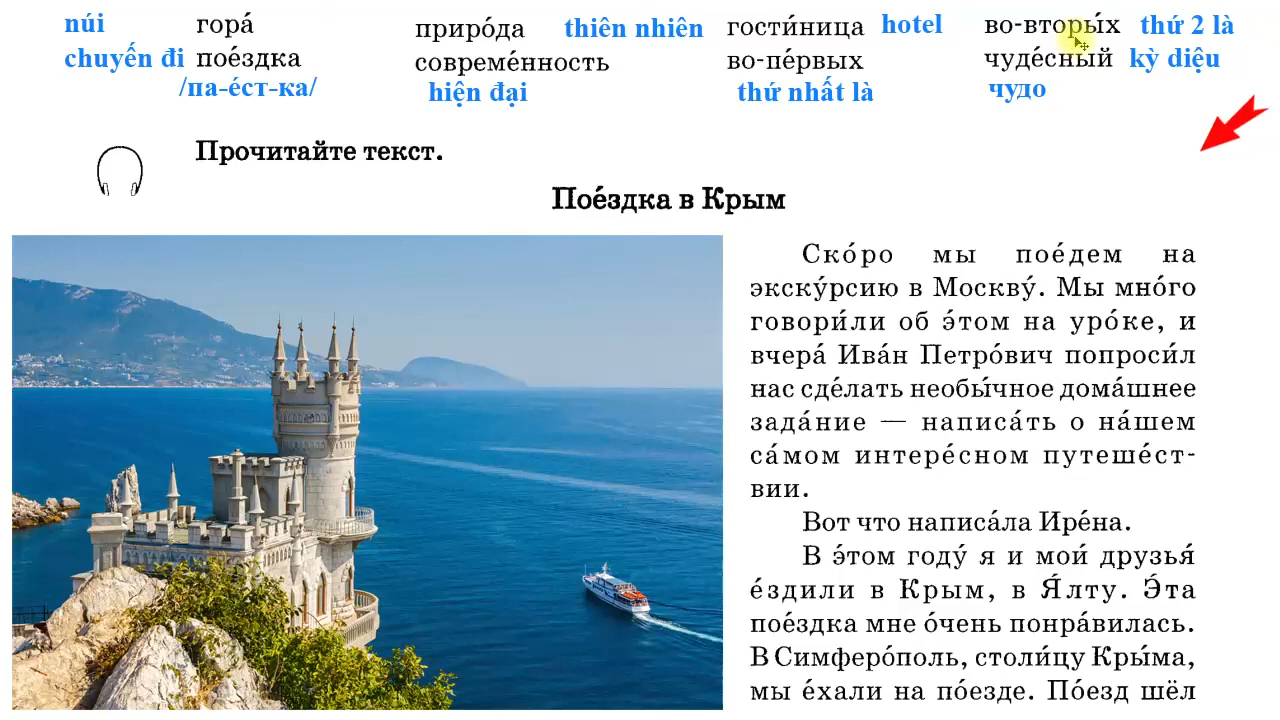 núi гора́ приро́да thiên nhiên гости́ница hotel во-вторы́х thứ 2 là
chuyến đi пое́здка совреме́нность во-пе́рвых чуде́сный kỳ diệu
/па-е́ст-ка/ hiện đại thứ nhất là чудо
Прочитайте текст.
Пое́здка в Крым
Ско́ро мы пое́дем на
экску́рсию в Москву́. Мы мно́го
говори́ли об э́том на уро́ке, и
вчера́ Ива́н Петро́вич попроси́л
нас сде́лать необы́чное дома́шнее
зада́ние — написа́ть о на́шем
са́мом интере́сном путеше́ст-
вии.
Вот что написа́ла Ире́на.
В э́том году́ я и мои́ друзья́
е́здили в Крым, в Я́лту. Э́та
пое́здка мне о́чень понра́вилась.
В Симферо́поль, столи́цу Кры́ма,
мы е́хали на по́езде. По́езд шёл